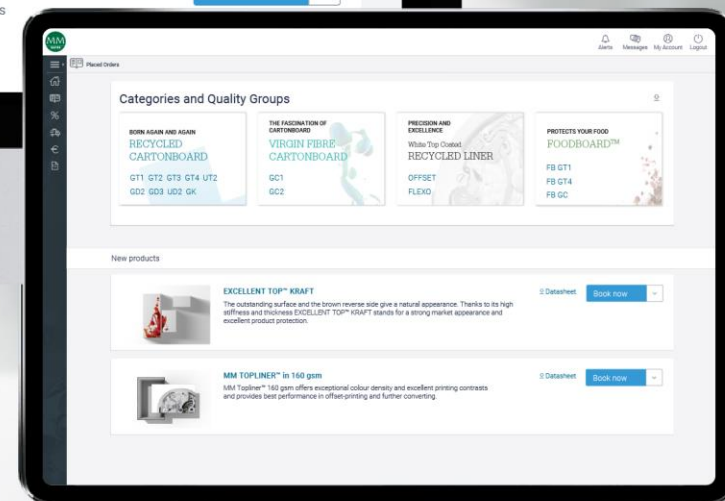 s
MM
Alerts Messages My Account Logout
Placed Orders
Categories and Quality Groups
BORN AGAIN AND AGAIN
RECYCLED
CARTONBOARD
GT1 GT2 GT3 GT4 UT2
GD2 GD3 UD2 GK
THE FASCINATION OF
CARTONBOARD
VIRGIN FIBRE
CARTONBOARD
GC1
GC2
PRECISION AND
EXCELLENCE
White Top Coated
RECYCLED LINER
OFFSET
FLEXO
PROTECTS YOUR FOOD
FOODBOARD™
FB GT1
FB GT4
FB GC
New products
EXCELLENT TOP™ KRAFT
The outstanding surface and the brown reverse side give a natural appearance. Thanks to its high
stiffness and thickness EXCELLENT TOP™ KRAFT stands for a strong market appearance and
excellent product protection.
Datasheet
Book now
MM TOPLINER™ in 160 gsm
MM Topliner™ 160 gsm offers exceptional colour density and excellent printing contrasts
and provides best performance in offset-printing and further converting.
Datasheet
Book now